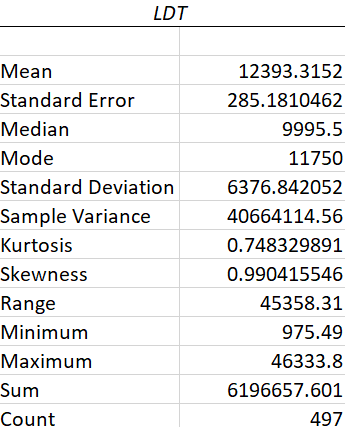 LDT
Mean 12393.3152
Standard Error 285.1810462
Median 9995.5
Mode 11750
Standard Deviation 6376.842052
Sample Variance 40664114.56
Kurtosis 0.748329891
Skewness 0.990415546
Range 45358.31
Minimum 975.49
Maximum 46333.8
Sum 6196657.601
Count 497